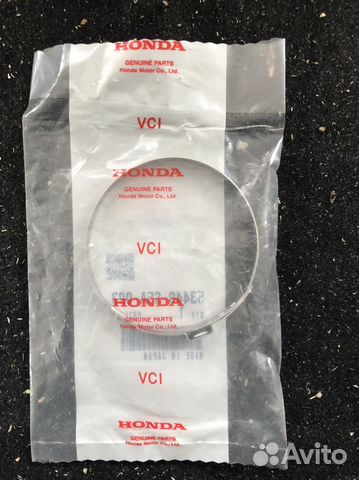 HONDA
GENUINE PARTS
Honda Motor Co., Ltd.
VCI
HONDA
GENUINE PARTS
Honda Motor Co., Ltd.
VCI
HONDA
GENUINE PARTS
Honda Motor Co., Ltd.
MADE IN JAPAN
VCI
HONDA
GENUINE PARTS
Honda Motor Co., Ltd.
Avito